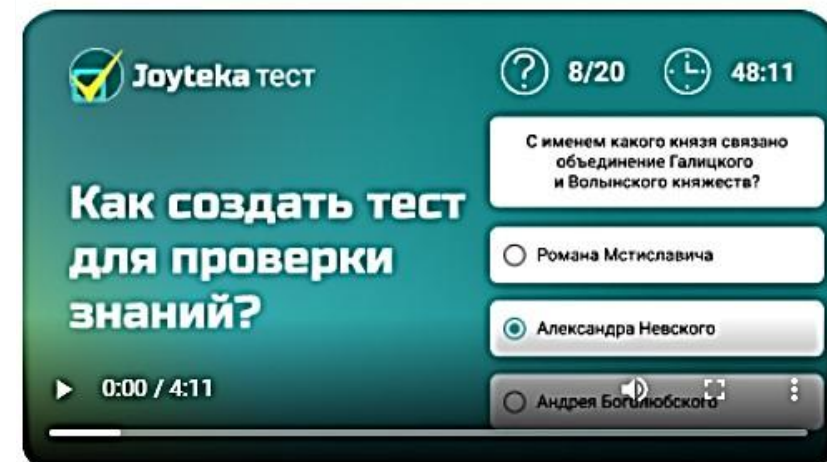 Joyteka тест
8/20
48:11
Как создать тест
для проверки
знаний?
С именем какого князя связано
объединение Галицкого
и Волынского княжеств?
Романа Мстиславича
Александра Невского
Андрея Боголюбского
0:00 / 4:11